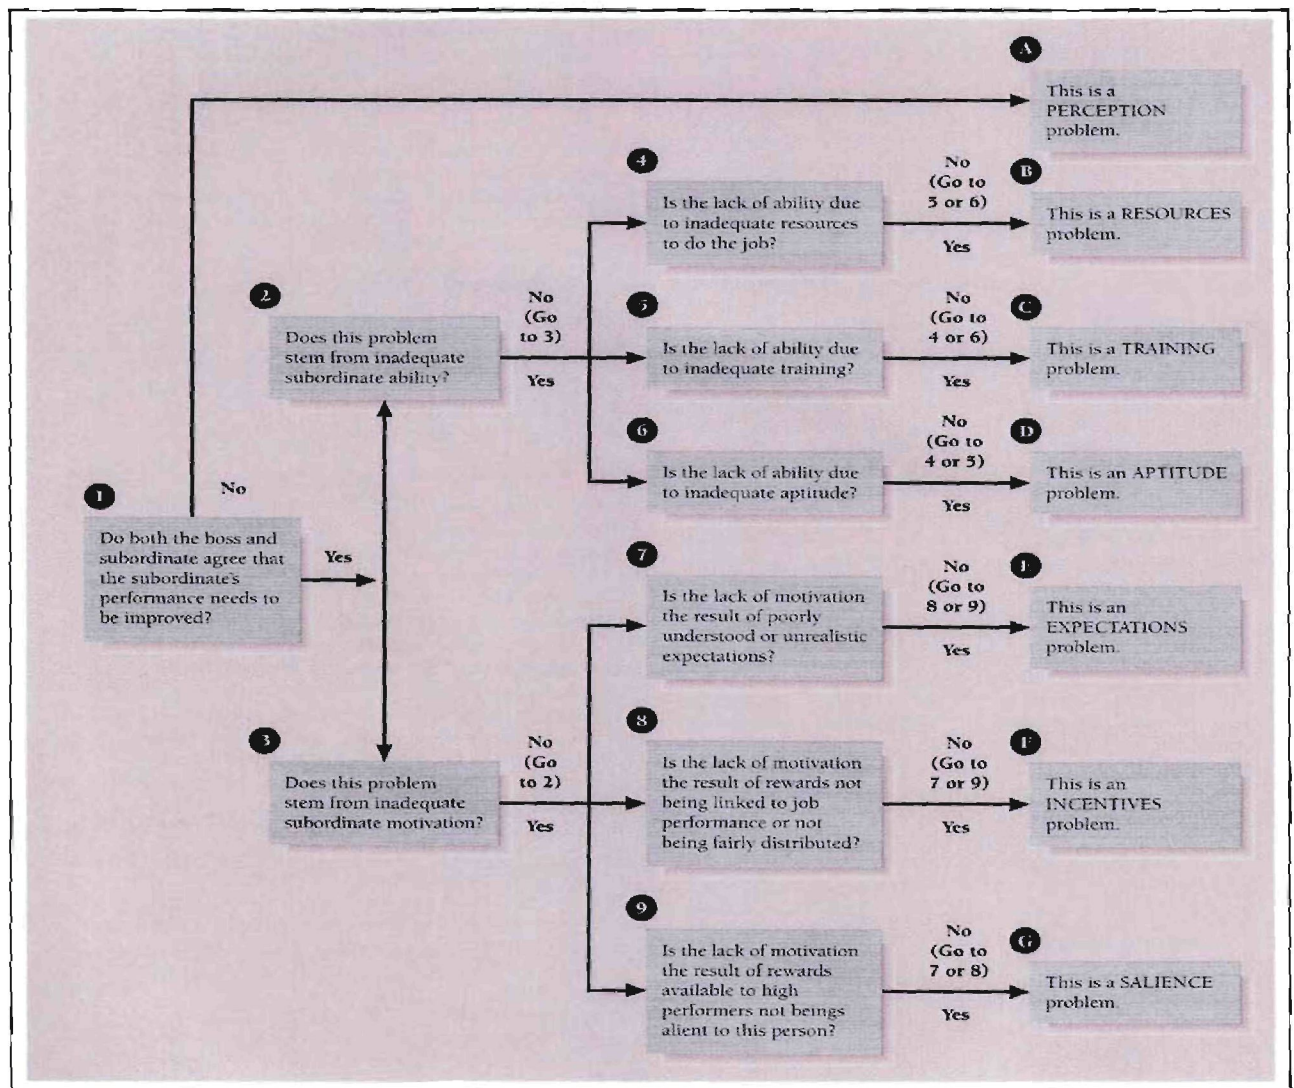 A
This is a
PERCEPTION
problem.
4
Is the lack of ability due
to inadequate resources
to do the job?
No
(Go to
5 or 6)
Yes
B
This is a RESOURCES
problem.
2
Does this problem
stem from inadequate
subordinate ability?
No
(Go
to 3)
Yes
5
Is the lack of ability due
to inadequate training?
No
(Go to
4 or 6)
Yes
C
This is a TRAINING
problem.
6
Is the lack of ability due
to inadequate aptitude?
No
(Go to
4 or 5)
Yes
D
This is an APTITUDE
problem.
1
No
Do both the boss and
subordinate agree that
the subordinate's
performance needs to
be improved?
Yes
7
Is the lack of motivation
the result of poorly
understood or unrealistic
expectations?
No
(Go to
8 or 9)
Yes
E
This is an
EXPECTATIONS
problem.
3
Does this problem
stem from inadequate
subordinate motivation?
No
(Go
to 2)
Yes
8
Is the lack of motivation
the result of rewards not
being linked to job
performance or not
being fairly distributed?
No
(Go to
7 or 9)
Yes
F
This is an
INCENTIVES
problem.
9
Is the lack of motivation
the result of rewards
available to high
performers not beings
alient to this person?
No
(Go to
7 or 8)
Yes
G
This is a SALIENCE
problem.